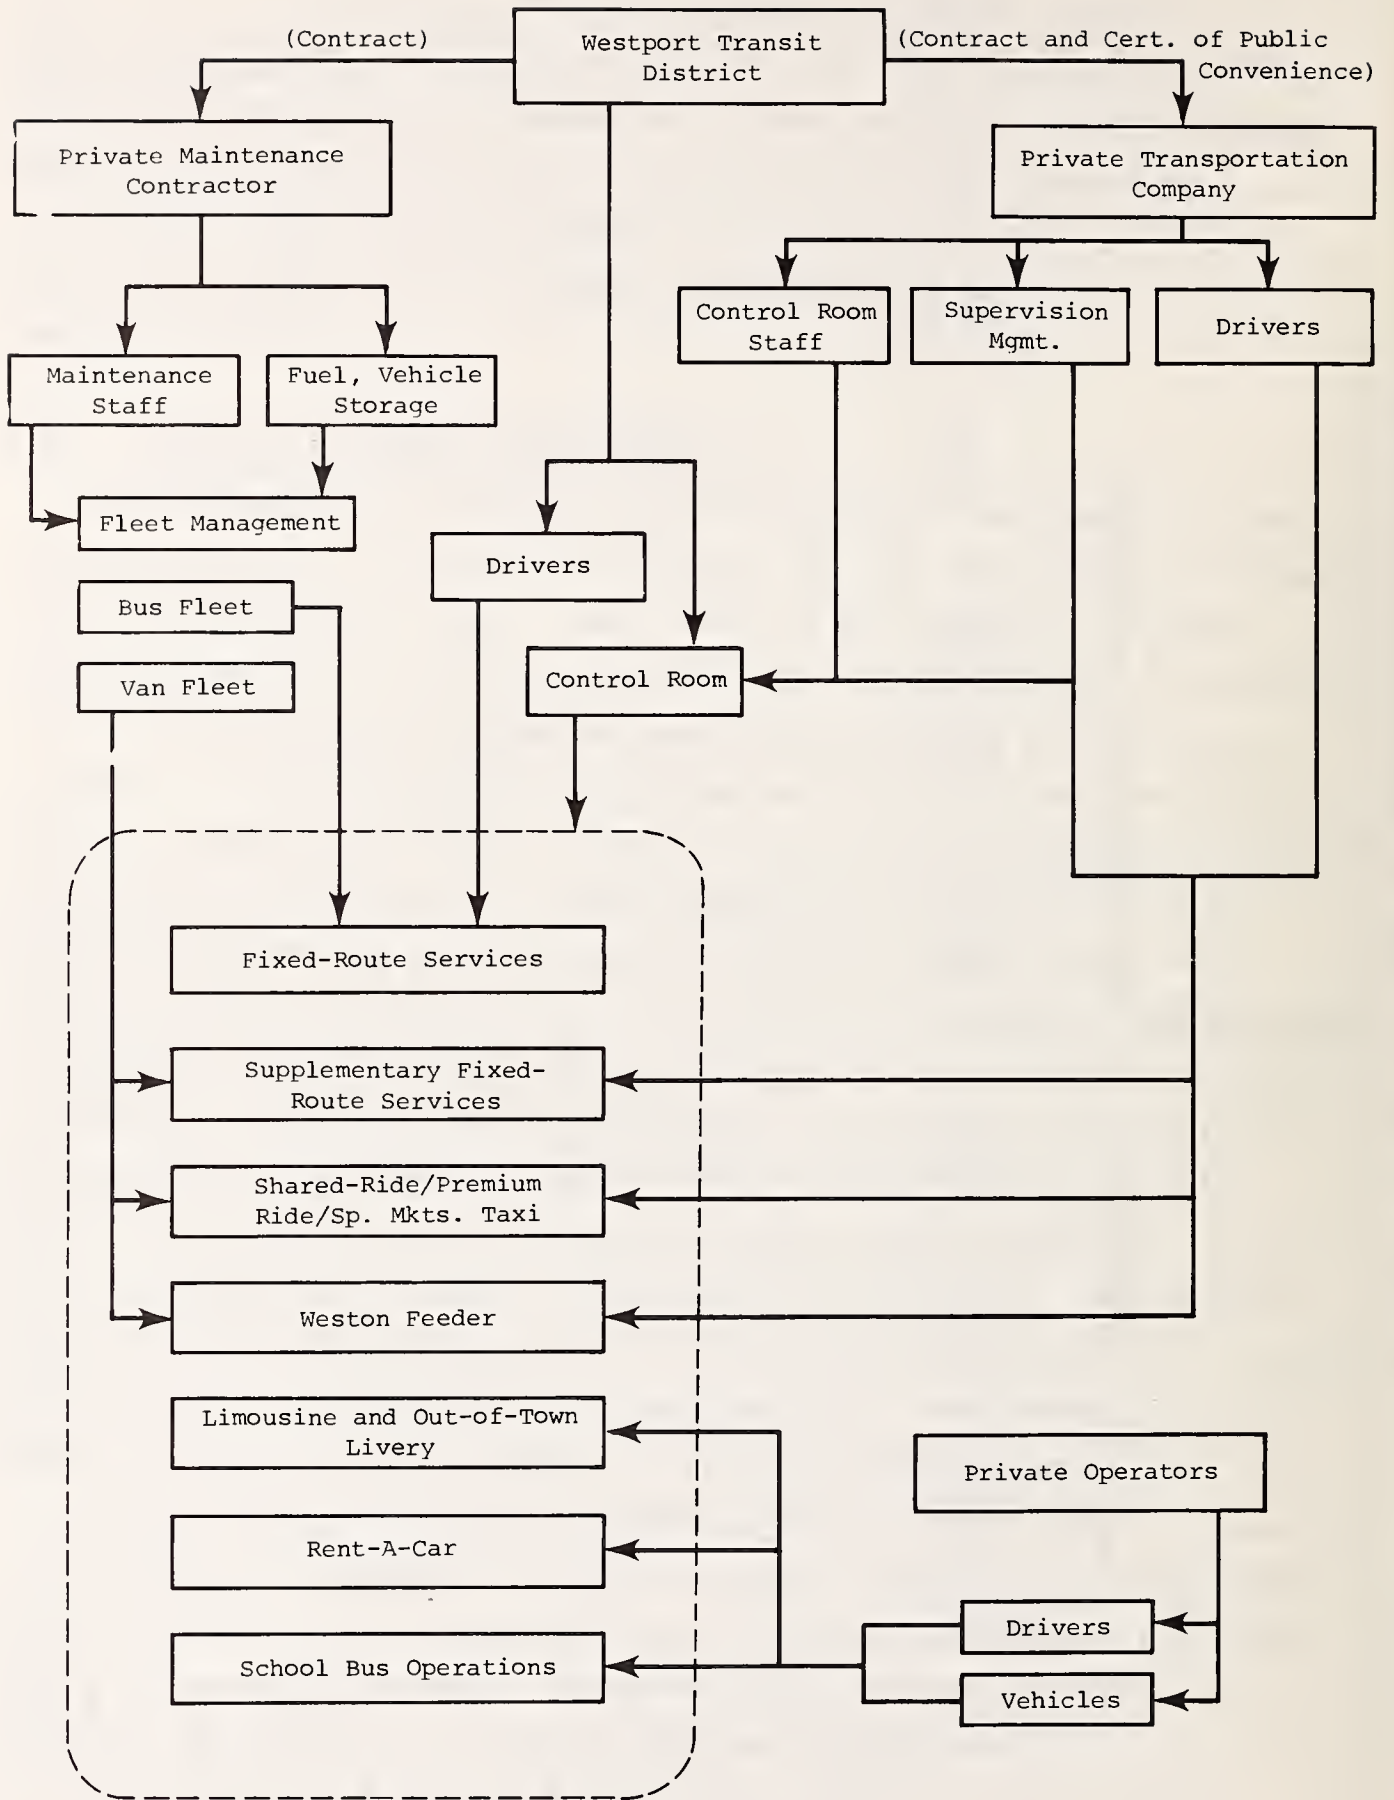 (Contract)
Westport Transit
District
(Contract and Cert. of Public
Convenience)
Private Maintenance
Contractor
Private Transportation
Company
Control Room
Staff
Supervision
Mgmt.
Drivers
Maintenance
Staff
Fuel, Vehicle
Storage
Fleet Management
Drivers
Bus Fleet
Van Fleet
Control Room
Fixed-Route Services
Supplementary Fixed-
Route Services
Shared-Ride/Premium
Ride/Sp. Mkts. Taxi
Weston Feeder
Limousine and Out-of-Town
Livery
Private Operators
Rent-A-Car
Drivers
School Bus Operations
Vehicles